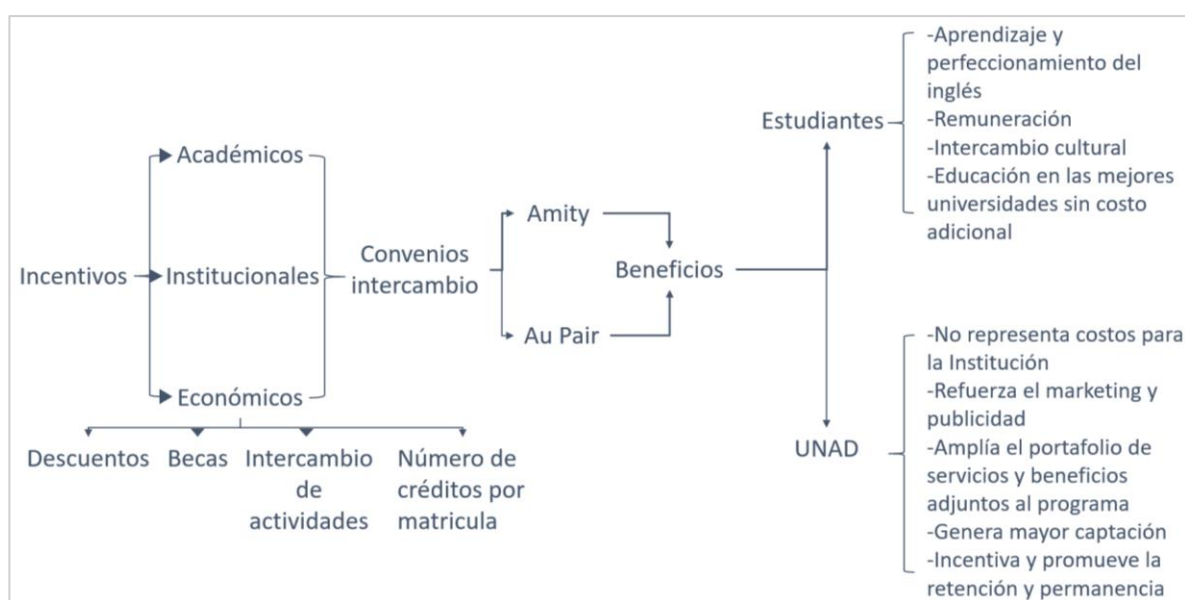 Incentivos
Académicos
Institucionales
Económicos
Descuentos
Becas
Intercambio
de
actividades
Número de
créditos por
matricula
Convenios
intercambio
Amity
Au Pair
Beneficios
Estudiantes
-Aprendizaje y
perfeccionamiento del
inglés
-Remuneración
-Intercambio cultural
-Educación en las mejores
universidades sin costo
adicional
UNAD
-No representa costos para
la Institución
-Refuerza el marketing y
publicidad
-Amplía el portafolio de
servicios y beneficios
adjuntos al programa
-Genera mayor captación
-Incentiva y promueve la
retención y permanencia